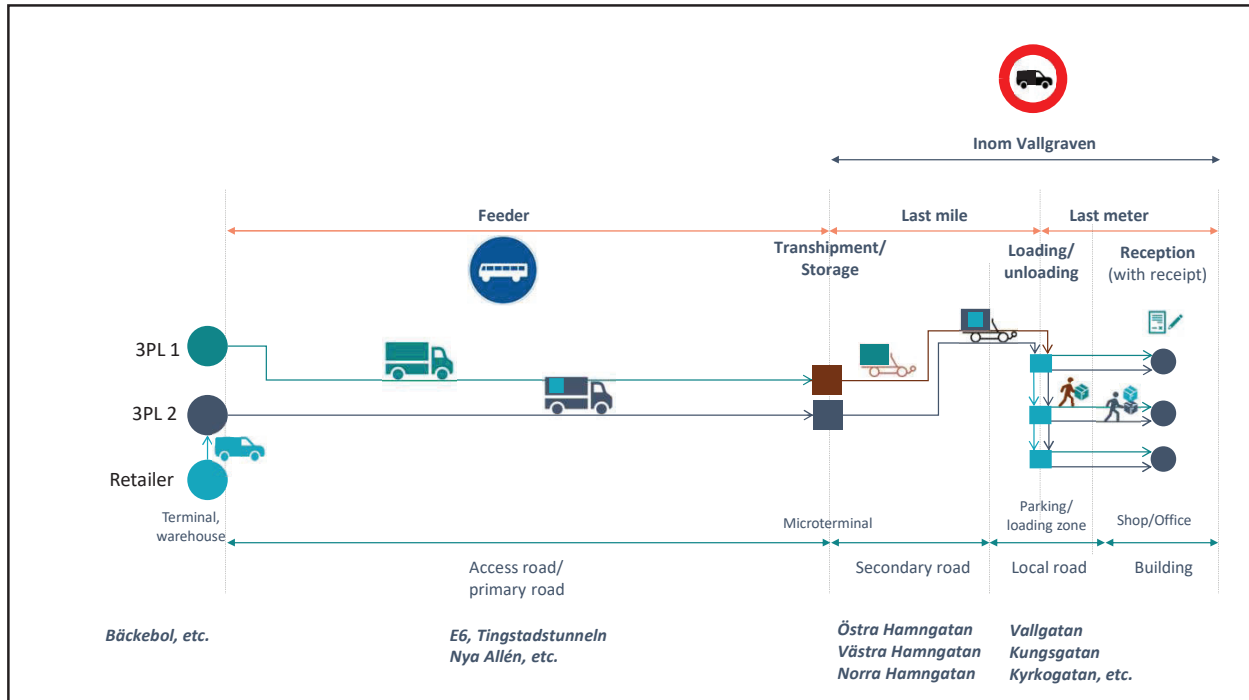 Inom Vallgraven
Feeder
Last mile
Last meter
Transhipment/
Storage
Loading/
unloading
Reception
(with receipt)
3PL 1
3PL 2
Retailer
Terminal,
warehouse
Microterminal
Parking/
loading zone
Shop/Office
Access road/
primary road
Secondary road
Local road
Building
Bäckebol, etc.
E6, Tingstadstunneln
Nya Allén, etc.
Östra Hamngatan
Västra Hamngatan
Norra Hamngatan
Vallgatan
Kungsgatan
Kyrkogatan, etc.